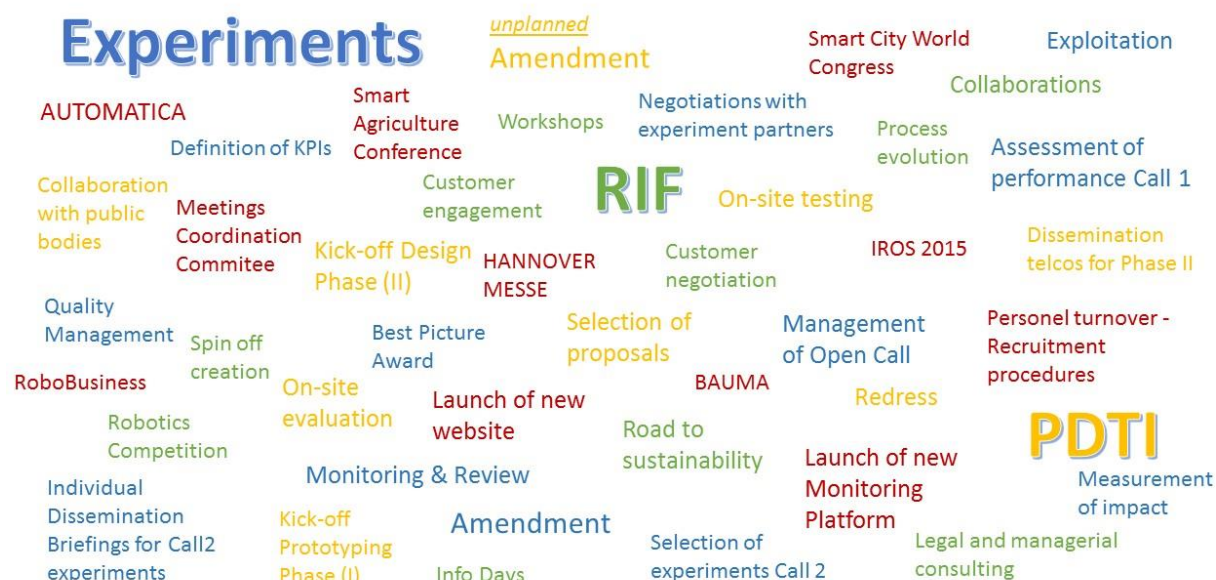 Experiments
unplanned
Amendment
Smart City World
Congress
Exploitation
Collaborations
AUTOMATICA
Smart
Agriculture
Conference
Workshops
Negotiations with
experiment partners
Process
evolution
Assessment of
performance Call 1
Definition of KPIs
Collaboration
with public
bodies
Meetings
Coordination
Commitee
Customer
engagement
RIF
On-site testing
Kick-off Design
Phase (II)
HANNOVER
MESSE
Customer
negotiation
IROS 2015
Dissemination
telcos for Phase II
Quality
Management
Spin off
creation
Best Picture
Award
Selection of
proposals
Management
of Open Call
Personel turnover -
Recruitment
procedures
RoboBusiness
On-site
evaluation
Launch of new
website
BAUMA
Redress
Robotics
Competition
Road to
sustainability
PDTI
Monitoring & Review
Launch of new
Monitoring
Platform
Measurement
of impact
Individual
Dissemination
Briefings for Call2
experiments
Kick-off
Prototyping
Phase (I)
Amendment
Info Days
Selection of
experiments Call 2
Legal and managerial
consulting